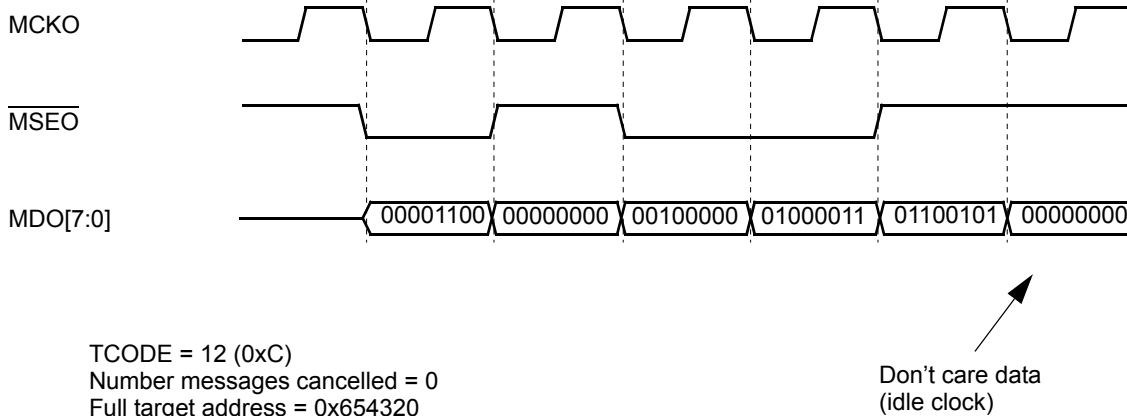 MCKO
MSEO
MDO[7:0]
00001100 00000000 00100000 01000011 01100101 00000000
TCODE = 12 (0xC)
Number messages cancelled = 0
Full target address = 0x654320
Don't care data
(idle clock)